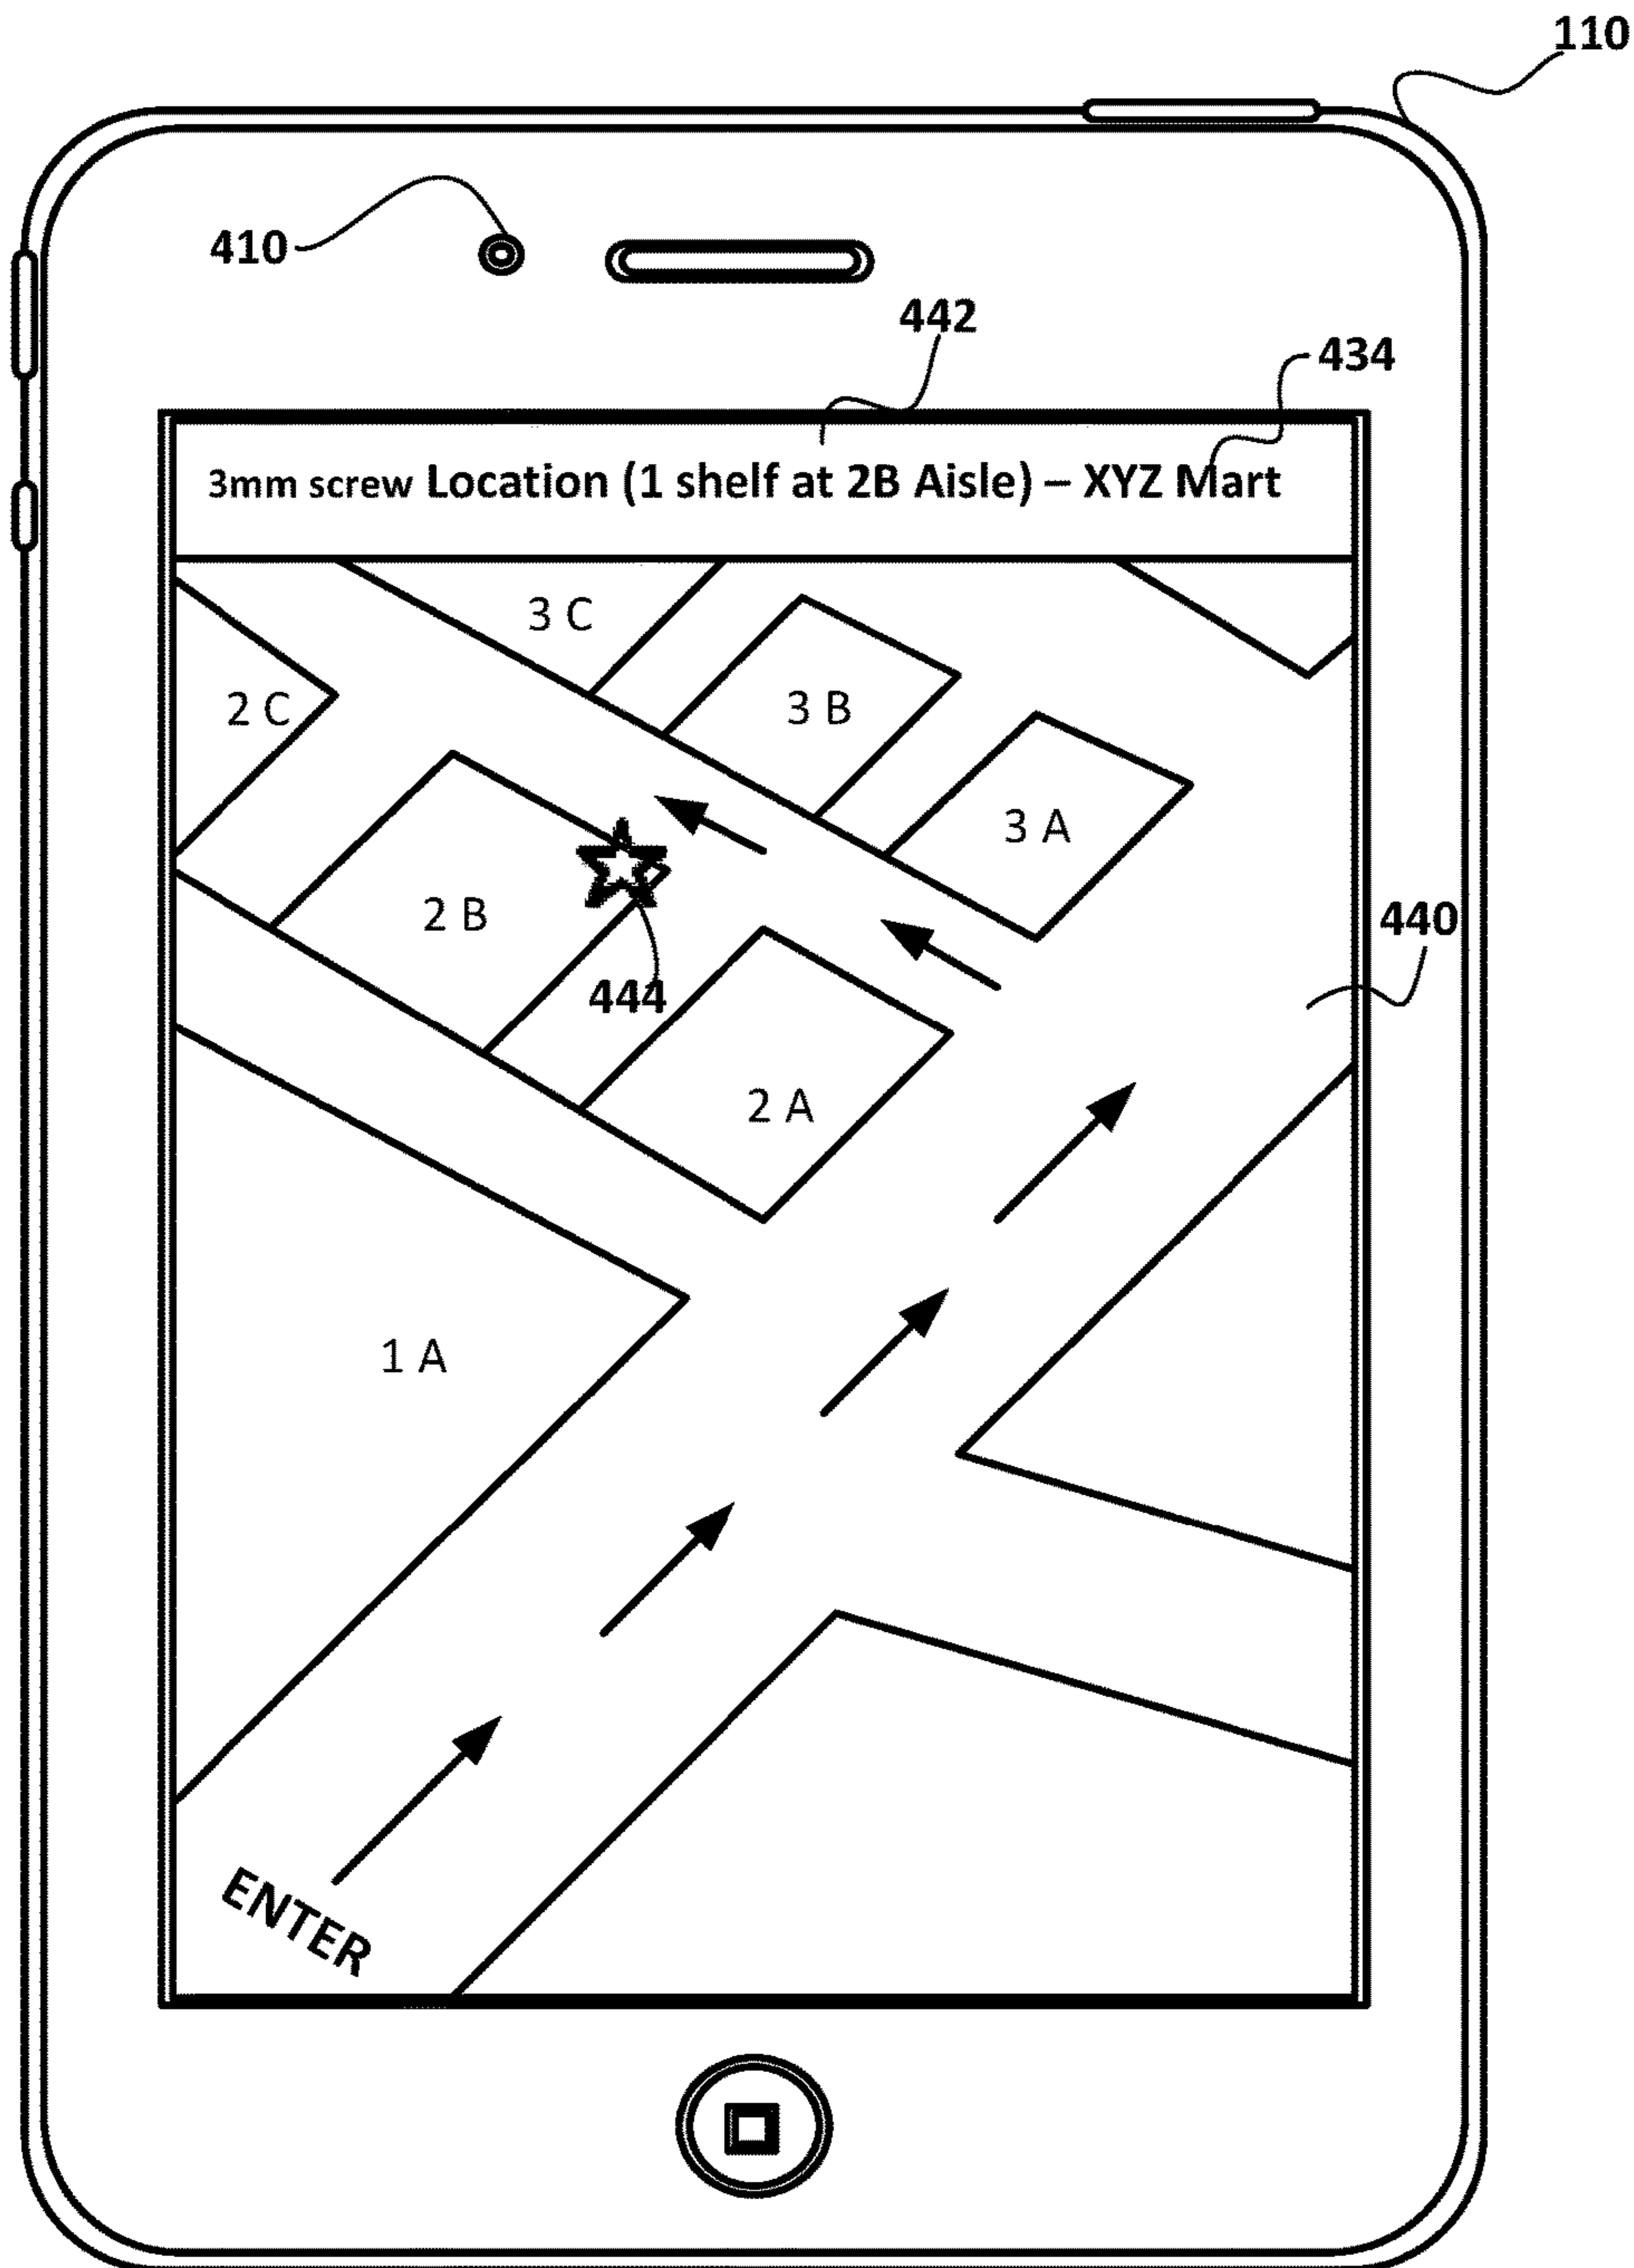 110
410
442
434
3mm screw Location (1 shelf at 2B Aisle) – XYZ Mart
3 C
2 C
3 B
3 A
2 B
440
444
2 A
1 A
ENTER